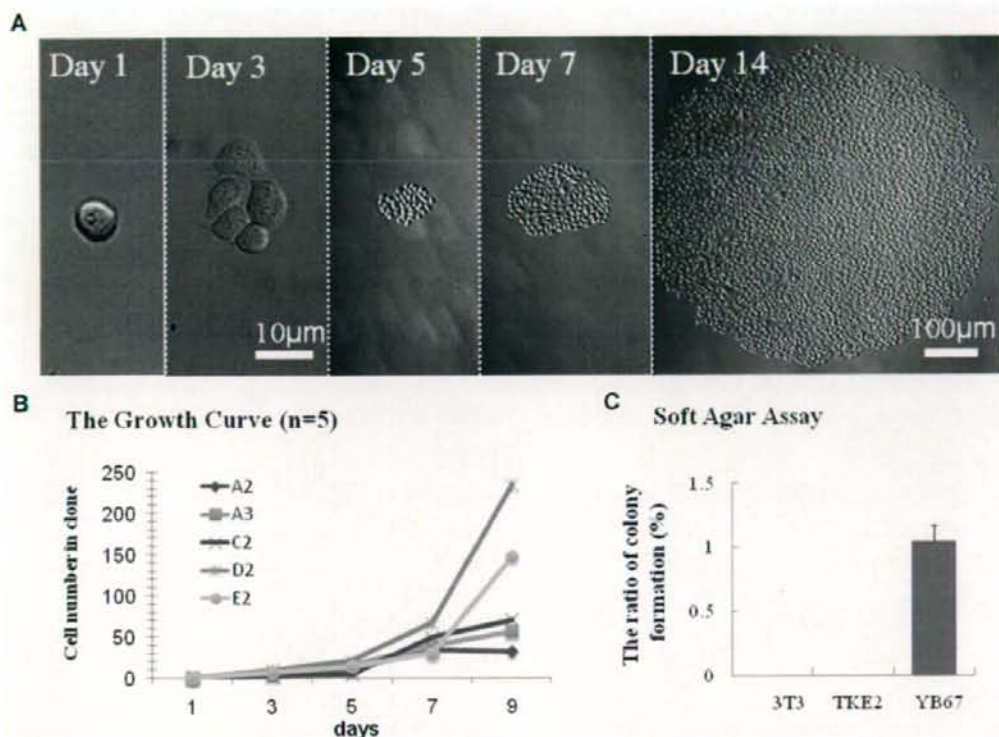 A
Day 1
Day 3
Day 5
Day 7
Day 14
10μm
100μm
B
The Growth Curve (n=5)
Cell number in clone
250
200
150
100
50
0
A2
A3
C2
D2
E2
1 3 5 7 9
days
C
Soft Agar Assay
The ratio of colony
formation (%)
1.5
1
0.5
0
3T3 TKE2 YB67